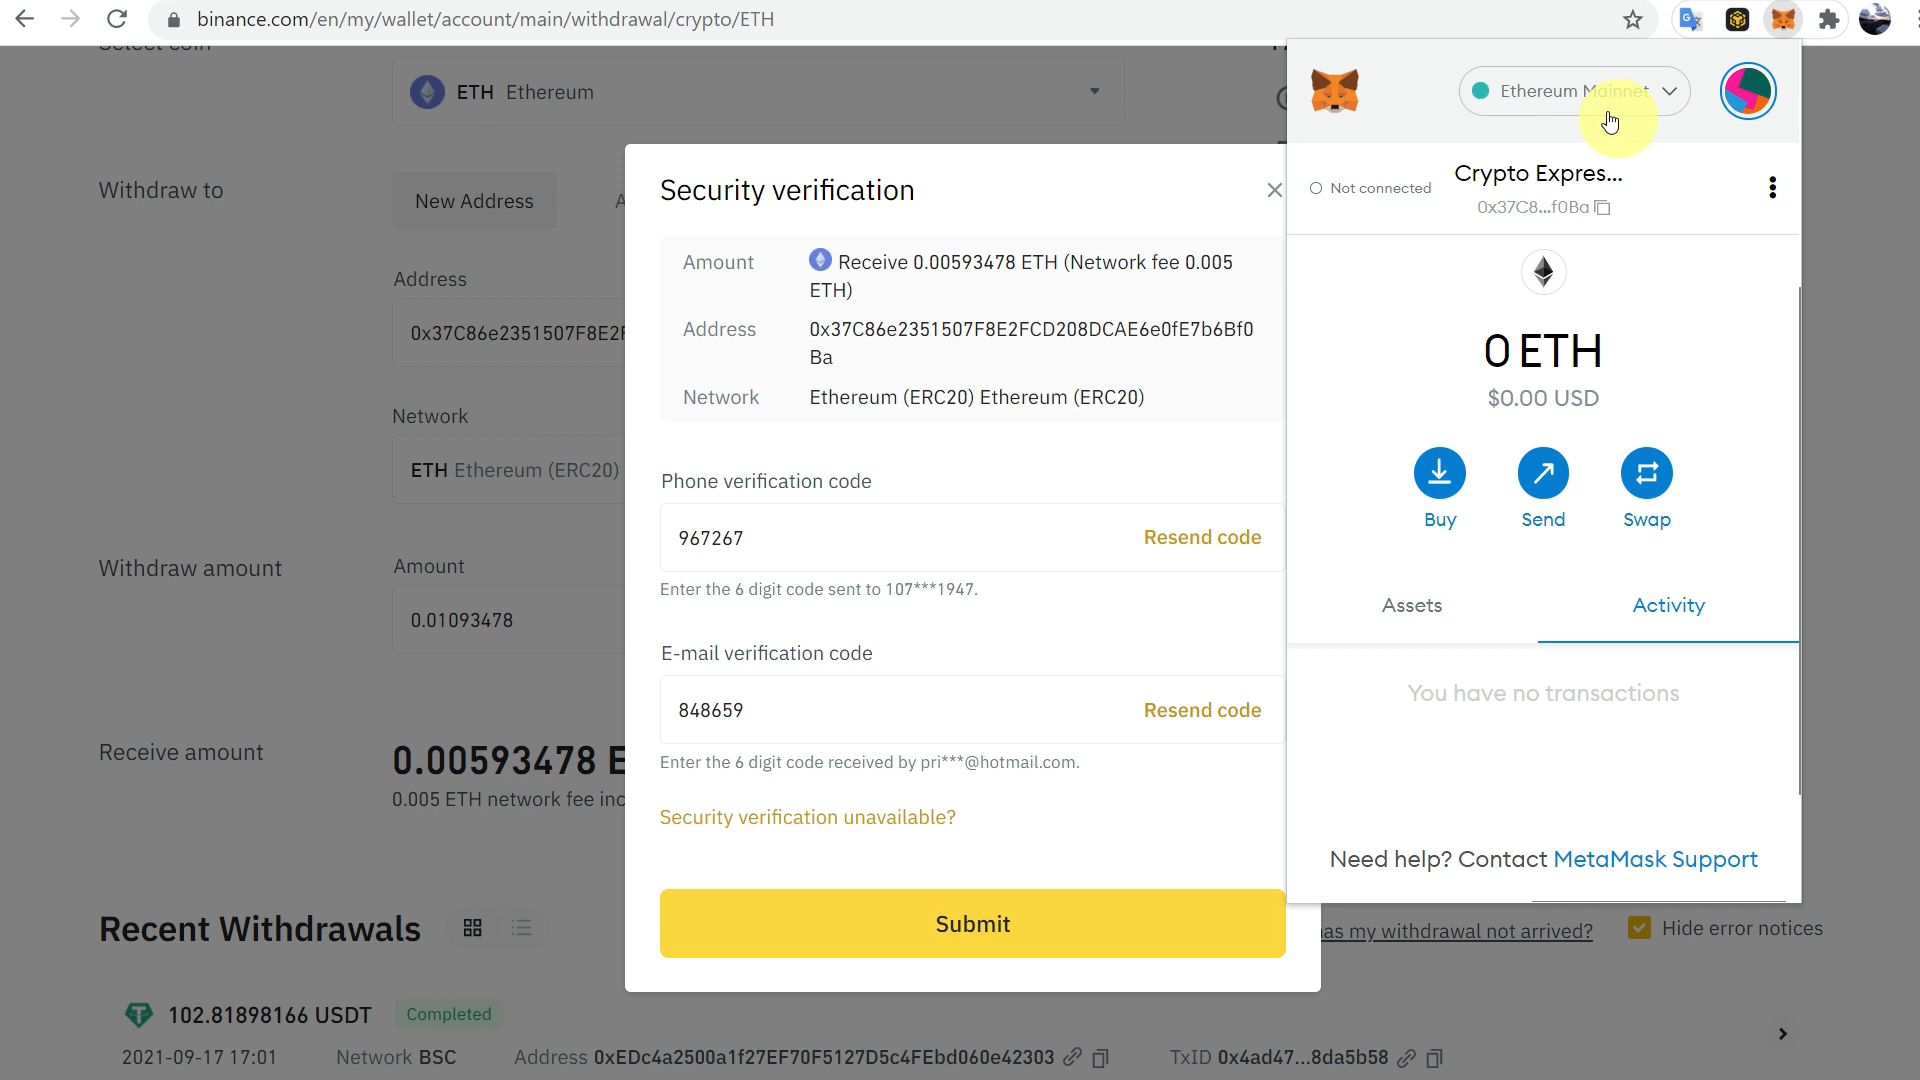 binance.com/en/my/wallet/account/main/withdrawal/crypto/ETH
Select coin
ETH Ethereum
Withdraw to
New Address
Address
0x37C86e2351507F8E2F
Network
ETH Ethereum (ERC20)
Withdraw amount
Amount
0.01093478
Receive amount
0.00593478 E
0.005 ETH network fee inc
Security verification
Amount
Receive 0.00593478 ETH (Network fee 0.005
ETH)
Address
0x37C86e2351507F8E2FCD208DCAE6e0fE7b6Bf0
Ba
Network
Ethereum (ERC20) Ethereum (ERC20)
Phone verification code
967267
Resend code
Enter the 6 digit code sent to 107***1947.
E-mail verification code
848659
Resend code
Enter the 6 digit code received by pri***@hotmail.com.
Security verification unavailable?
Submit
Ethereum Mainnet
Not connected
Crypto Expres...
0x37C8...f0Ba
0 ETH
$0.00 USD
Buy
Send
Swap
Assets
Activity
You have no transactions
Need help? Contact MetaMask Support
Recent Withdrawals
has my withdrawal not arrived?
Hide error notices
102.81898166 USDT
Completed
2021-09-17 17:01
Network BSC
Address 0xEDc4a2500a1f27EF70F5127D5c4FEbd060e42303
TxID 0x4ad47...8da5b58